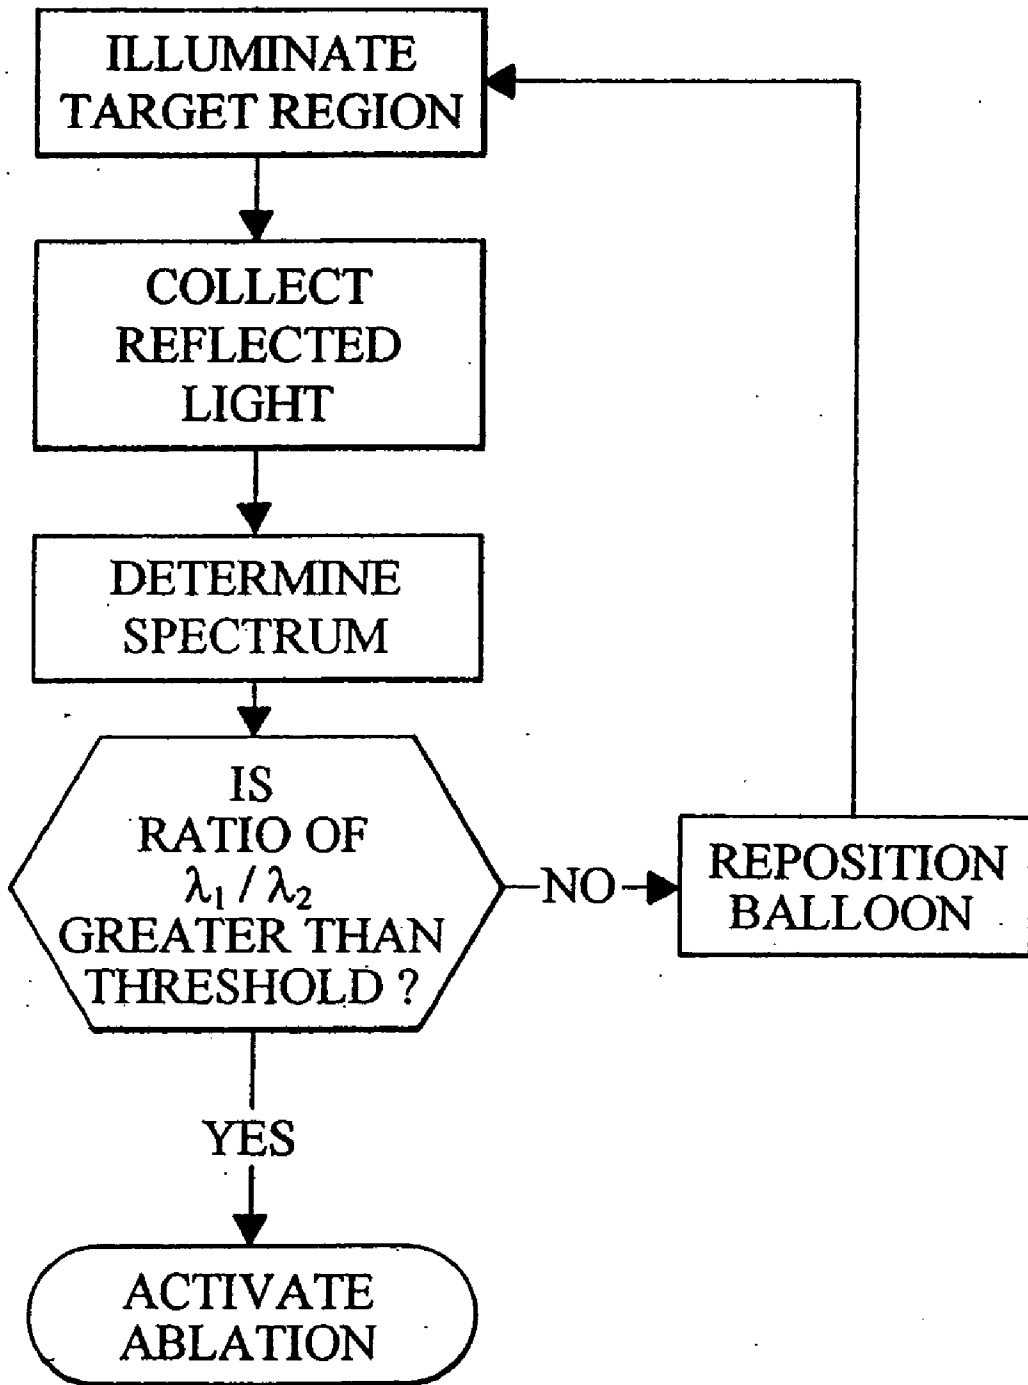 ILLUMINATE
TARGET REGION
COLLECT
REFLECTED
LIGHT
DETERMINE
SPECTRUM
IS
RATIO OF
λ₁ / λ₂
GREATER THAN
THRESHOLD ?
NO
REPOSITION
BALLOON
YES
ACTIVATE
ABLATION